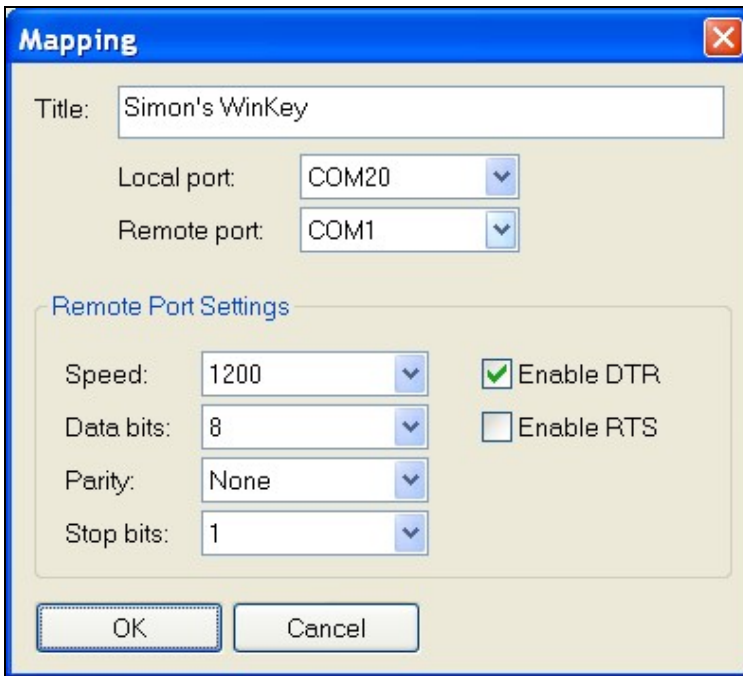 Mapping
Title: Simon's WinKey
Local port: COM20
Remote port: COM1
Remote Port Settings
Speed: 1200 Enable DTR
Data bits: 8 Enable RTS
Parity: None
Stop bits: 1
OK Cancel